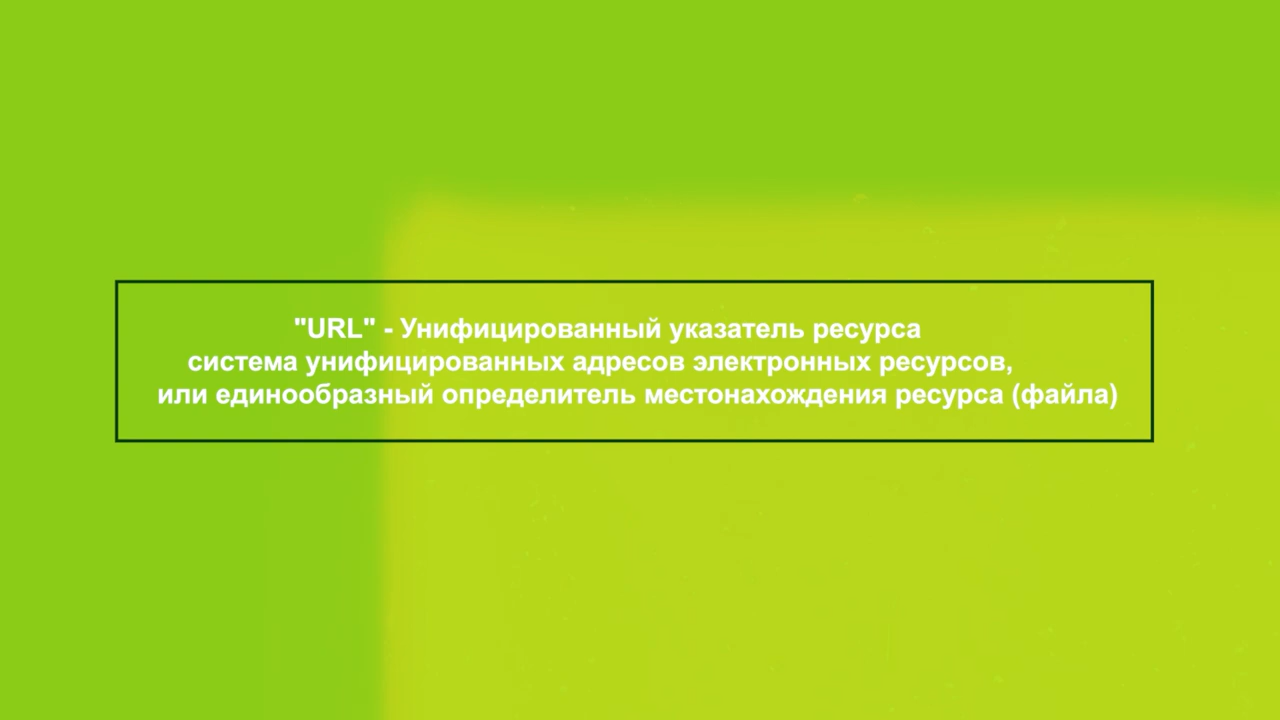 "URL" - Унифицированный указатель ресурса
система унифицированных адресов электронных ресурсов,
или единообразный определитель местонахождения ресурса (файла)